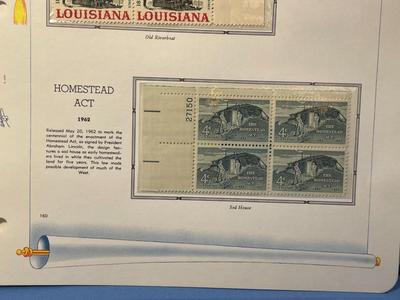 LOUISIANA LOUISIANA
Old Riverboat
HOMESTEAD
ACT
1962
Released May 20, 1962 to mark the
centennial of the enactment of the
Homestead Act, as signed by President
Abraham Lincoln, the design fea-
tures a sod house as early homestead-
ers lived in while they cultivated the
land for five years. This law made
possible development of much of the
West.
27150
4¢ THE HOMESTEAD ACT 4¢ THE HOMESTEAD ACT
4¢ THE HOMESTEAD ACT 4¢ THE HOMESTEAD ACT
Sod House
160